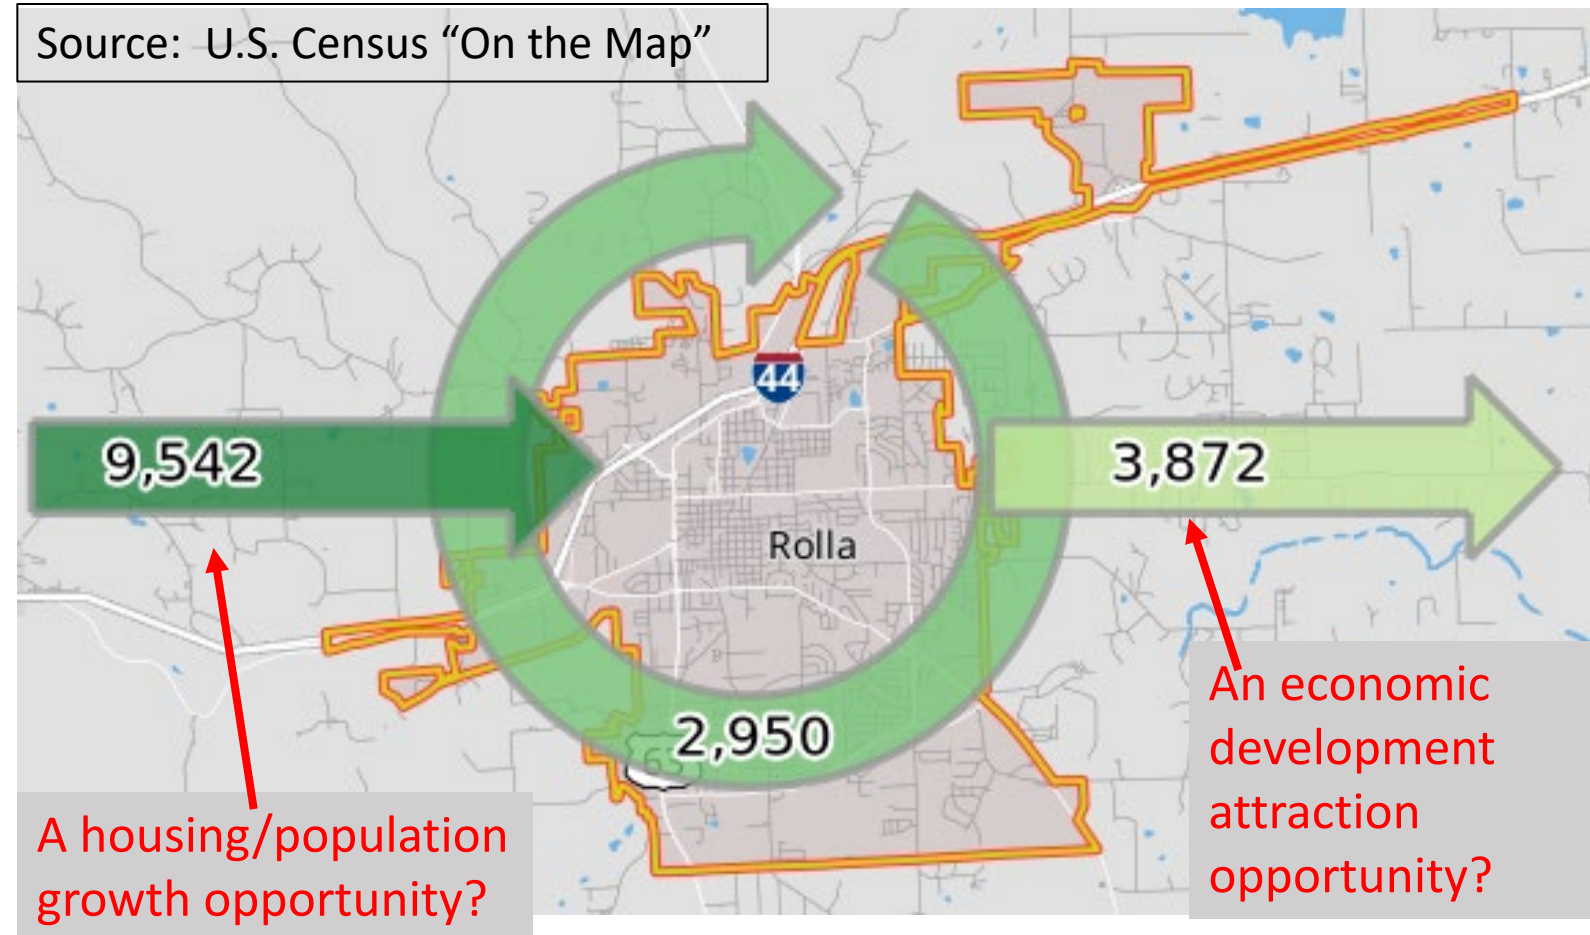 Source:  U.S. Census “On the Map”
44
9,542
3,872
Rolla
2,950
63
A housing/population
growth opportunity?
An economic
development
attraction
opportunity?